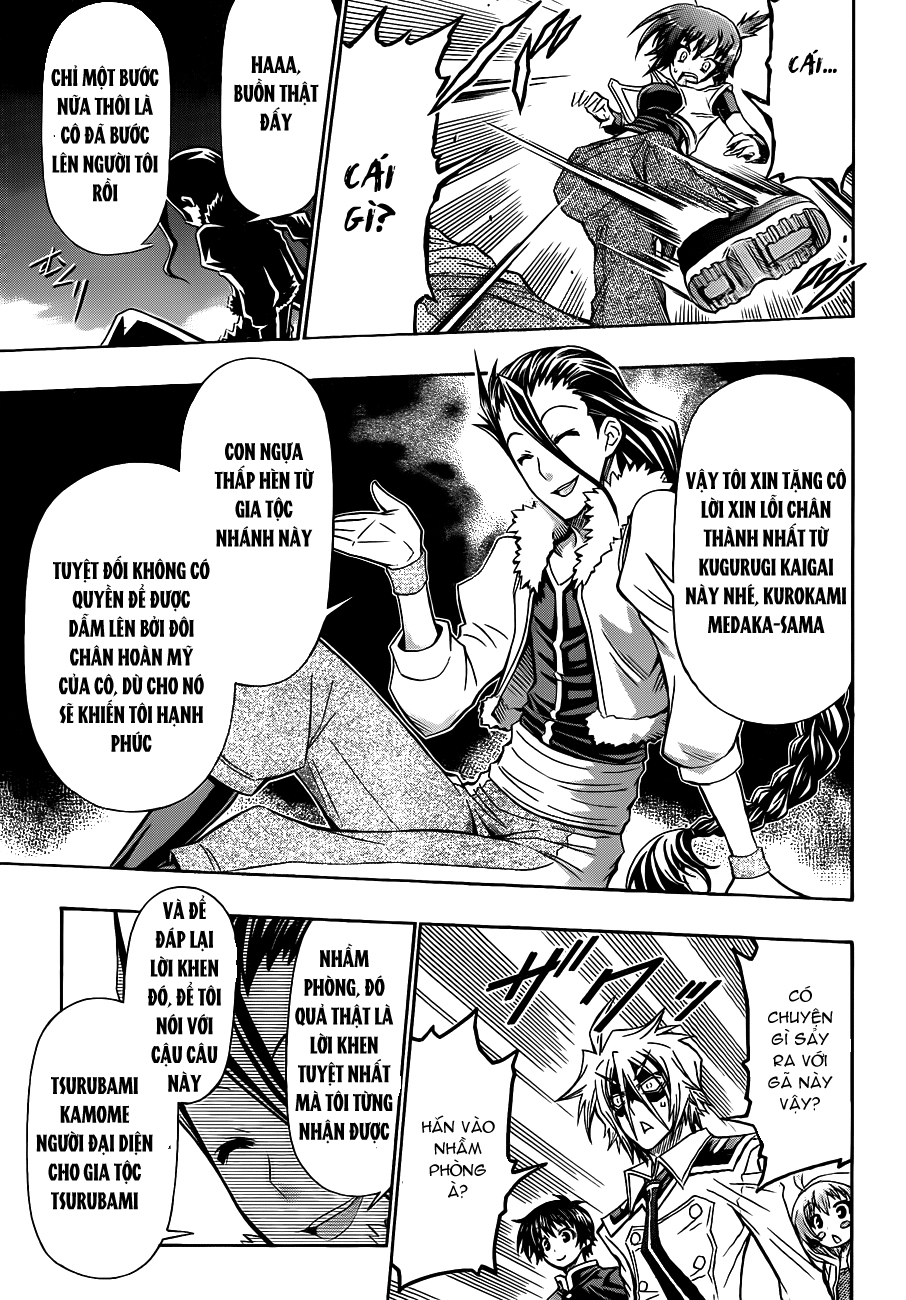 CÁI...
CÁI
GÌ?
HAAA,
BUỒN THẬT
ĐẤY
CHỈ MỘT BƯỚC
NỮA THÔI LÀ
CÔ ĐÃ BƯỚC
LÊN NGƯỜI TÔI
RỒI
VẬY TÔI XIN TẶNG CÔ
LỜI XIN LỖI CHÂN
THÀNH NHẤT TỪ
KUGURUGI KAIGAI
NÀY NHÉ, KUROKAMI
MEDAKA-SAMA
CON NGỰA
THẤP HÈN TỪ
GIA TỘC
NHÁNH NÀY
TUYỆT ĐỐI KHÔNG CÓ
QUYỀN ĐỂ ĐƯỢC
DẪM LÊN BỞI ĐÔI
CHÂN HOÀN MỸ
CỦA CÔ, DÙ CHO NÓ
SẼ KHIẾN TÔI HẠNH
PHÚC
CÓ
CHUYỆN
GÌ SẢY
RA VỚI
GÃ NÀY
VẬY?
HẮN VÀO
NHẦM
PHÒNG
À?
NHẦM
PHÒNG, ĐÓ
QUẢ THẬT LÀ
LỜI KHEN
TUYỆT NHẤT
MÀ TÔI TỪNG
NHẬN ĐƯỢC
VÀ ĐỂ
ĐÁP LẠI
LỜI KHEN
ĐÓ, ĐỂ TÔI
NÓI VỚI
CẬU CÂU
NÀY
TSURUBAMI
KAMOME
NGƯỜI ĐẠI DIỆN
CHO GIA TỘC
TSURUBAMI